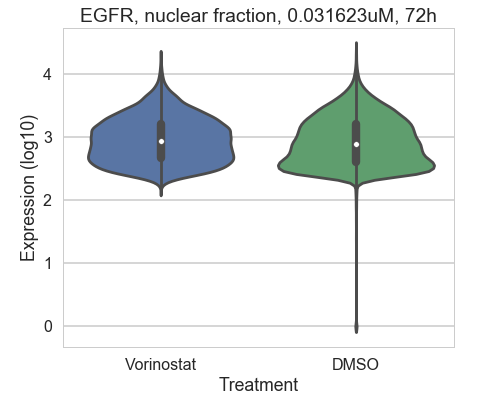 EGFR, nuclear fraction, 0.031623uM, 72h
Expression (log10)
4
3
2
1
0
Vorinostat DMSO
Treatment